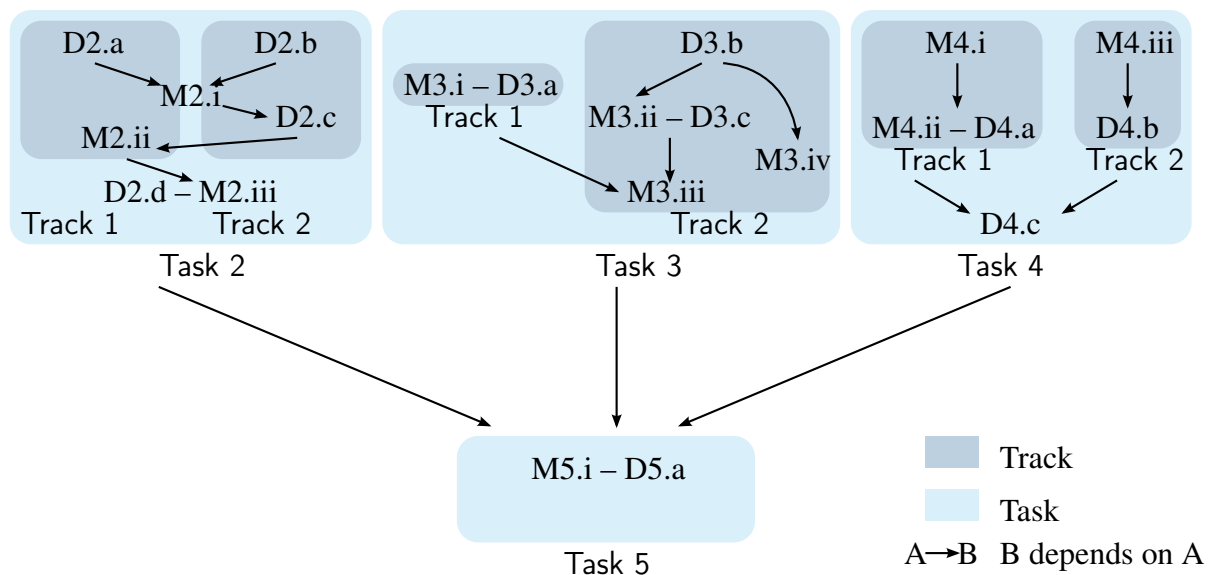 D2.a D2.b
M2.i
D2.c
M2.ii
D2.d – M2.iii
Track 1 Track 2
Task 2
D3.b
M3.i – D3.a
Track 1
M3.ii – D3.c
M3.iv
M3.iii
Track 2
Task 3
M4.i M4.iii
M4.ii – D4.a D4.b
Track 1 Track 2
D4.c
Task 4
M5.i – D5.a
Task 5
Track
Task
A B B depends on A